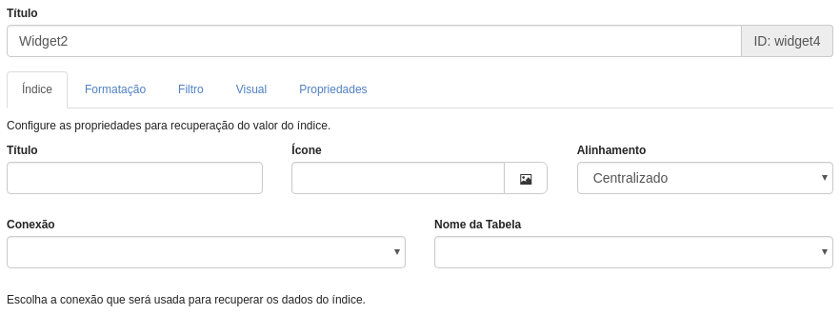 Título
Widget2 ID: widget4
Índice Formatação Filtro Visual Propriedades
Configure as propriedades para recuperação do valor do índice.
Título Ícone Alinhamento
Centralizado
Conexão Nome da Tabela
Escolha a conexão que será usada para recuperar os dados do índice.